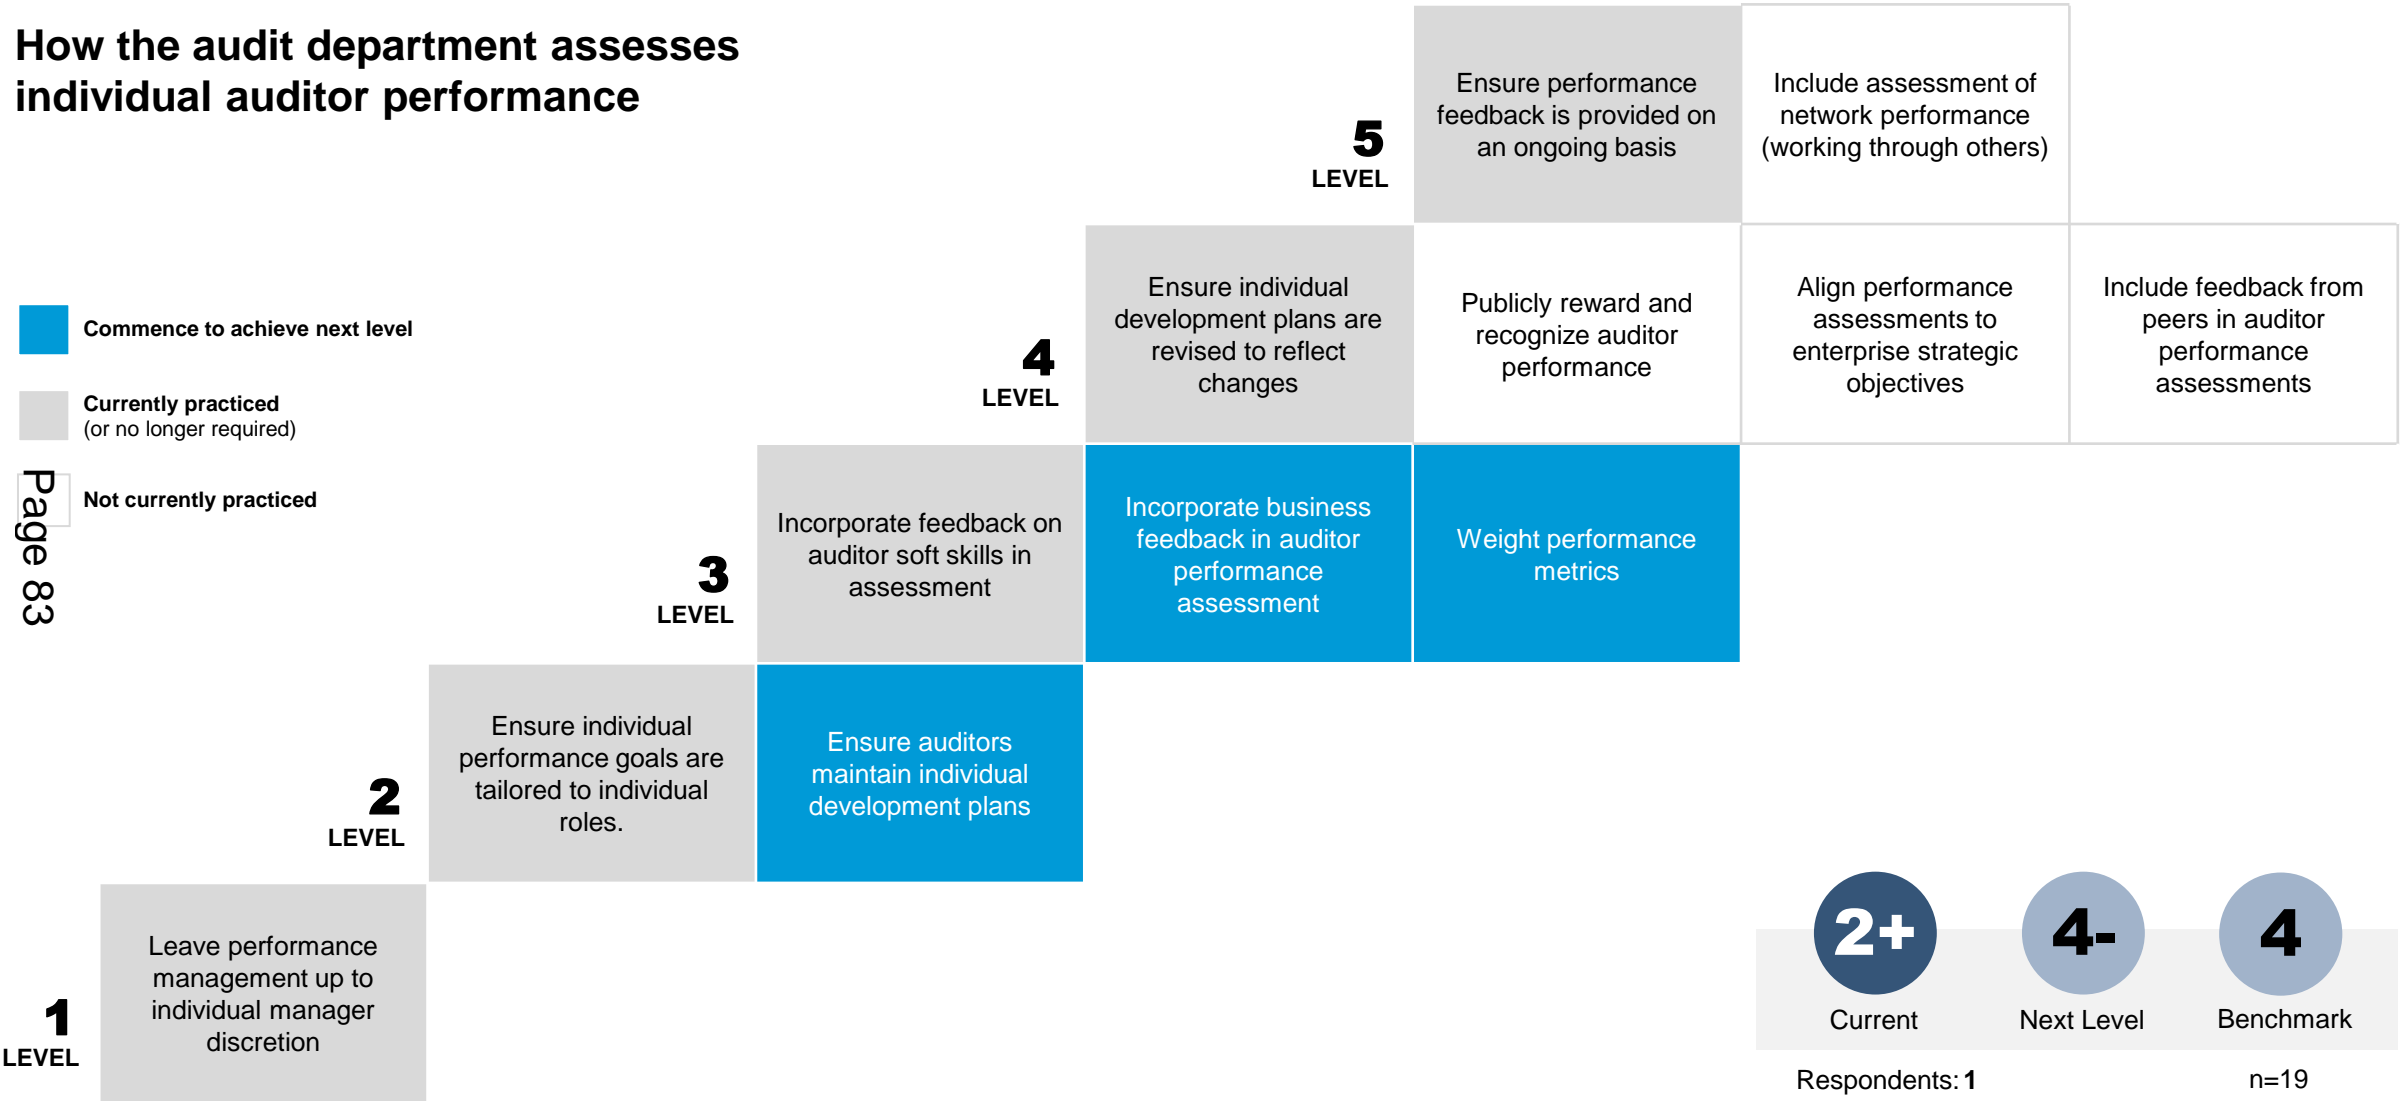 How the audit department assesses
individual auditor performance
5
LEVEL
Ensure performance
feedback is provided on
an ongoing basis
Include assessment of
network performance
(working through others)
Commence to achieve next level
Currently practiced
(or no longer required)
Not currently practiced
Page 83
4
LEVEL
Ensure individual
development plans are
revised to reflect
changes
Publicly reward and
recognize auditor
performance
Align performance
assessments to
enterprise strategic
objectives
Include feedback from
peers in auditor
performance
assessments
3
LEVEL
Incorporate feedback on
auditor soft skills in
assessment
Incorporate business
feedback in auditor
performance
assessment
Weight performance
metrics
2
LEVEL
Ensure individual
performance goals are
tailored to individual
roles.
Ensure auditors
maintain individual
development plans
1
LEVEL
Leave performance
management up to
individual manager
discretion
2+
Current
4-
Next Level
4
Benchmark
Respondents: 1
n=19